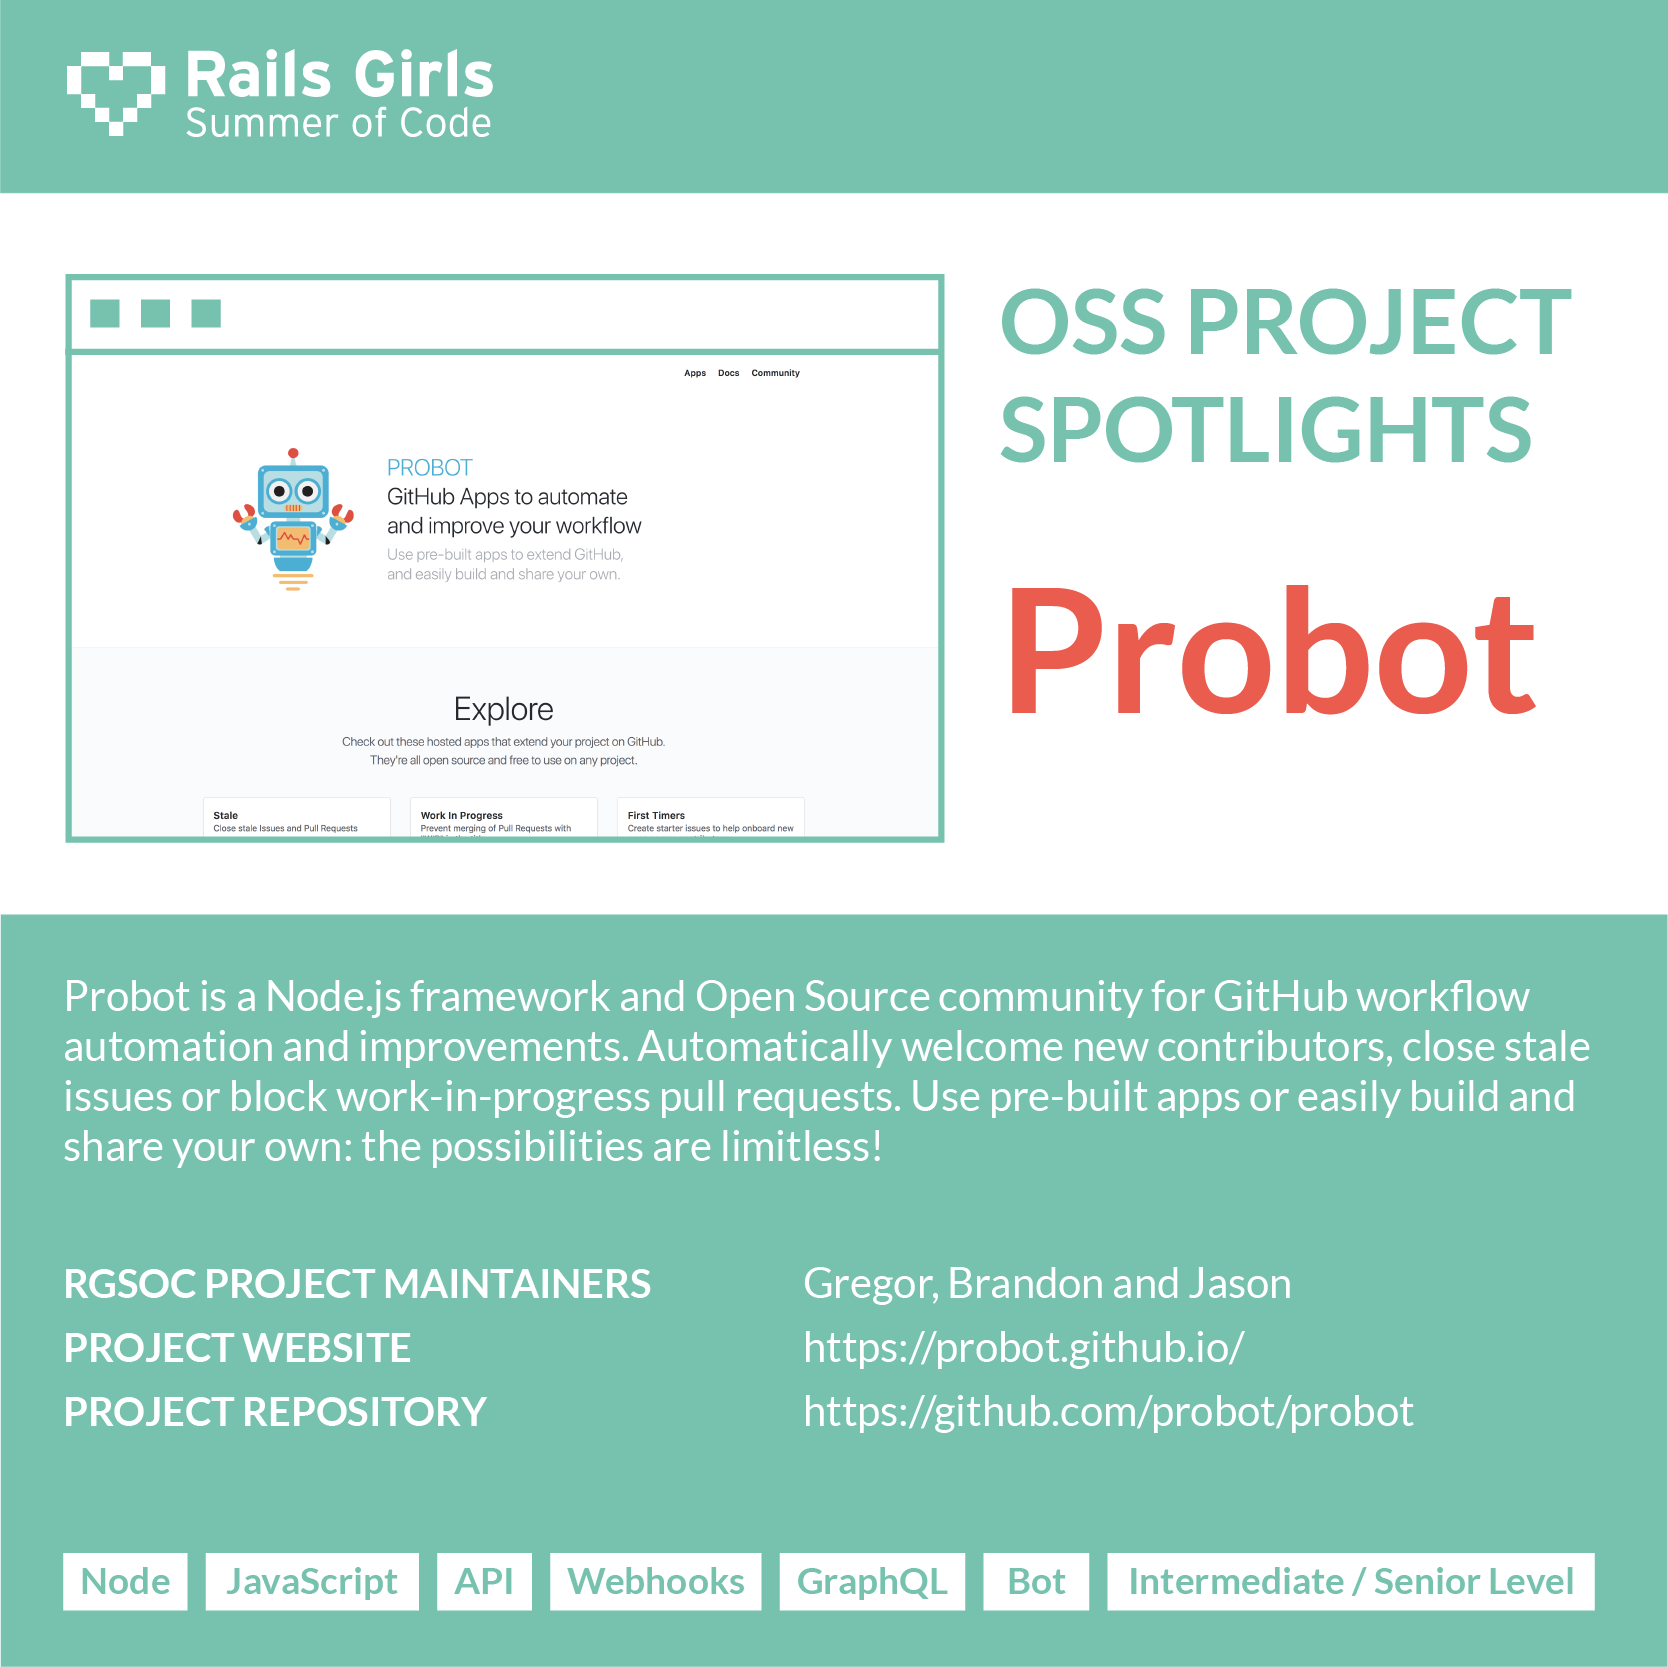 Rails Girls
Summer of Code
OSS PROJECT
SPOTLIGHTS
Probot
Apps Docs Community
PROBOT
GitHub Apps to automate
and improve your workflow
Use pre-built apps to extend GitHub,
and easily build and share your own.
Explore
Check out these hosted apps that extend your project on GitHub.
They're all open source and free to use on any project.
Stale
Close stale Issues and Pull Requests
Work In Progress
Prevent merging of Pull Requests with
First Timers
Create starter issues to help onboard new
Probot is a Node.js framework and Open Source community for GitHub workflow
automation and improvements. Automatically welcome new contributors, close stale
issues or block work-in-progress pull requests. Use pre-built apps or easily build and
share your own: the possibilities are limitless!
RGSOC PROJECT MAINTAINERS Gregor, Brandon and Jason
PROJECT WEBSITE https://probot.github.io/
PROJECT REPOSITORY https://github.com/probot/probot
Node JavaScript API Webhooks GraphQL Bot Intermediate / Senior Level